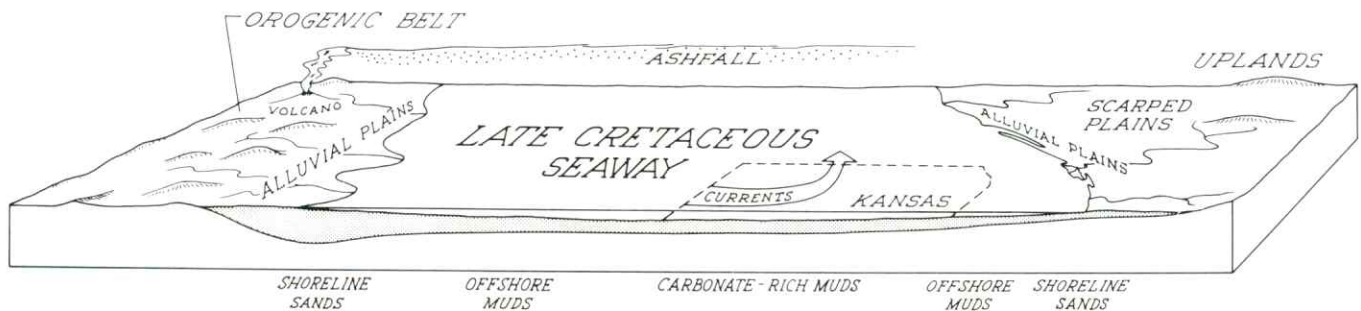 OROGENIC BELT
ASHFALL
UPLANDS
VOLCANO
SCARPED
PLAINS
ALLUVIAL PLAINS
ALLUVIAL PLAINS
LATE CRETACEOUS
SEAWAY
CURRENTS
KANSAS
SHORELINE
SANDS
OFFSHORE
MUDS
CARBONATE-RICH MUDS
OFFSHORE
MUDS
SHORELINE
SANDS